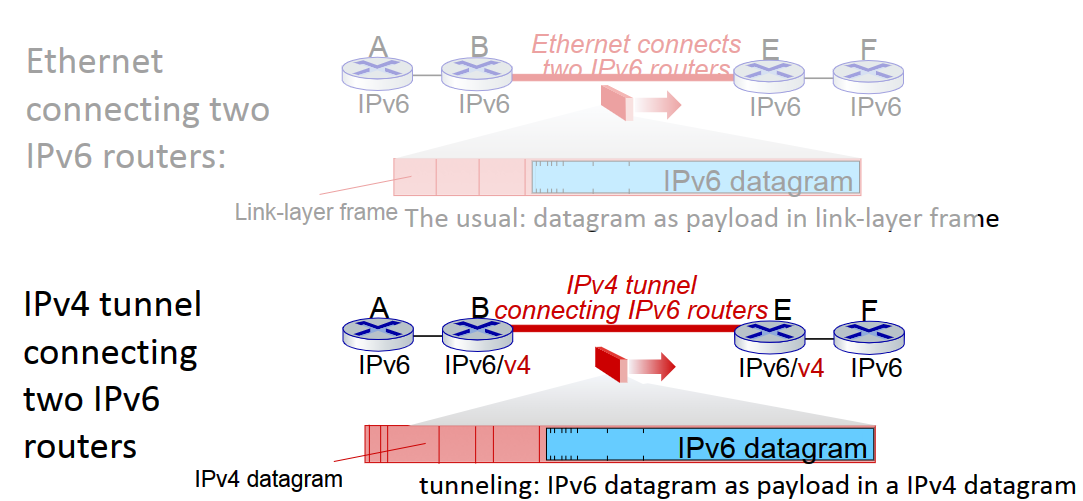 Ethernet
connecting two
IPv6 routers:
A B E F
Ethernet connects
two IPv6 routers
IPv6 IPv6 IPv6 IPv6
IPv6 datagram
Link-layer frame
The usual: datagram as payload in link-layer frame
IPv4 tunnel
connecting
two IPv6
routers
A B E F
IPv4 tunnel
connecting IPv6 routers
IPv6 IPv6/v4 IPv6/v4 IPv6
IPv6 datagram
IPv4 datagram
tunneling: IPv6 datagram as payload in a IPv4 datagram